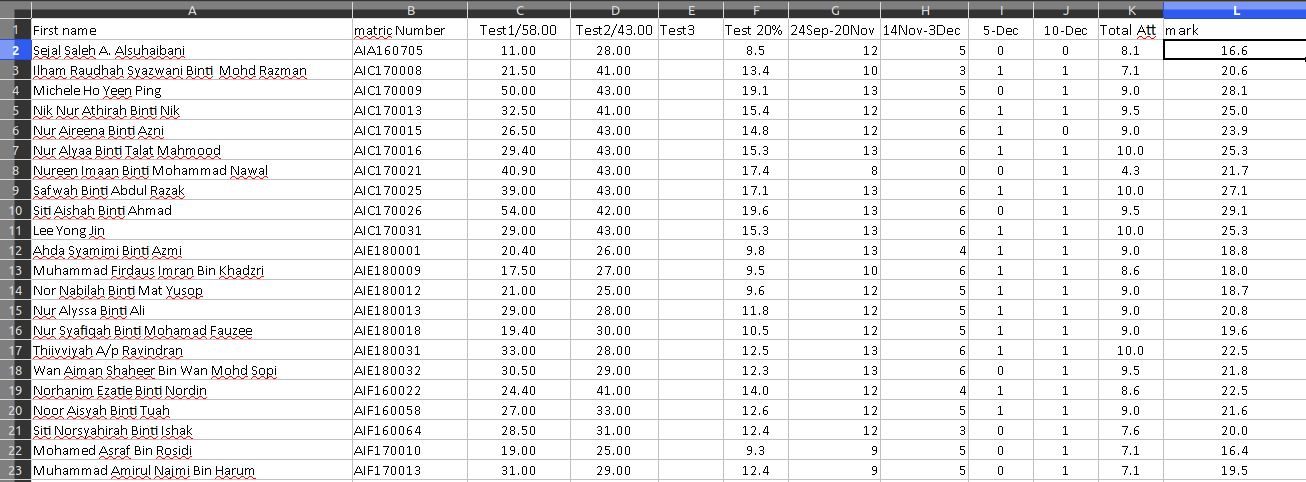 A B C D E F G H I J K L
1 First name matric Number Test1/58.00 Test2/43.00 Test3 Test 20% 24Sep-20Nov 14Nov-3Dec 5-Dec 10-Dec Total Att mark
2 Sejal Saleh A. Alsuhaibani AIA160705 11.00 28.00 8.5 12 5 0 0 8.1 16.6
3 Ilham Raudhah Syazwani Binti Mohd Razman AIC170008 21.50 41.00 13.4 10 3 1 1 7.1 20.6
4 Michele Ho Yeen Ping AIC170009 50.00 43.00 19.1 13 5 0 1 9.0 28.1
5 Nik Nur Athirah Binti Nik AIC170013 32.50 41.00 15.4 12 6 1 1 9.5 25.0
6 Nur Aireena Binti Azni AIC170015 26.50 43.00 14.8 12 6 1 0 9.0 23.9
7 Nur Alyaa Binti Talat Mahmood AIC170016 29.40 43.00 15.3 13 6 1 1 10.0 25.3
8 Nureen Imaan Binti Mohammad Nawal AIC170021 40.90 43.00 17.4 8 0 0 1 4.3 21.7
9 Safwah Binti Abdul Razak AIC170025 39.00 43.00 17.1 13 6 1 1 10.0 27.1
10 Siti Aishah Binti Ahmad AIC170026 54.00 42.00 19.6 13 6 0 1 9.5 29.1
11 Lee Yong Jin AIC170031 29.00 43.00 15.3 13 6 1 1 10.0 25.3
12 Ahda Syamimi Binti Azmi AIE180001 20.40 26.00 9.8 13 4 1 1 9.0 18.8
13 Muhammad Firdaus Imran Bin Khadzri AIE180009 17.50 27.00 9.5 10 6 1 1 8.6 18.0
14 Nor Nabilah Binti Mat Yusop AIE180012 21.00 25.00 9.6 12 5 1 1 9.0 18.7
15 Nur Alyssa Binti Ali AIE180013 29.00 28.00 11.8 12 5 1 1 9.0 20.8
16 Nur Syafiqah Binti Mohamad Fauzee AIE180018 19.40 30.00 10.5 12 5 1 1 9.0 19.6
17 Thiivviyah A/p Ravindran AIE180031 33.00 28.00 12.5 13 6 1 1 10.0 22.5
18 Wan Aiman Shaheer Bin Wan Mohd Sopi AIE180032 30.50 29.00 12.3 13 6 0 1 9.5 21.8
19 Norhanim Ezatie Binti Nordin AIF160022 24.40 41.00 14.0 12 4 1 1 8.6 22.5
20 Noor Aisyah Binti Tuah AIF160058 27.00 33.00 12.6 12 5 1 1 9.0 21.6
21 Siti Norsyahirah Binti Ishak AIF160064 28.50 31.00 12.4 12 3 0 1 7.6 20.0
22 Mohamed Asraf Bin Rosidi AIF170010 19.00 25.00 9.3 9 5 0 1 7.1 16.4
23 Muhammad Amirul Najmi Bin Harum AIF170013 31.00 29.00 12.4 9 5 0 1 7.1 19.5